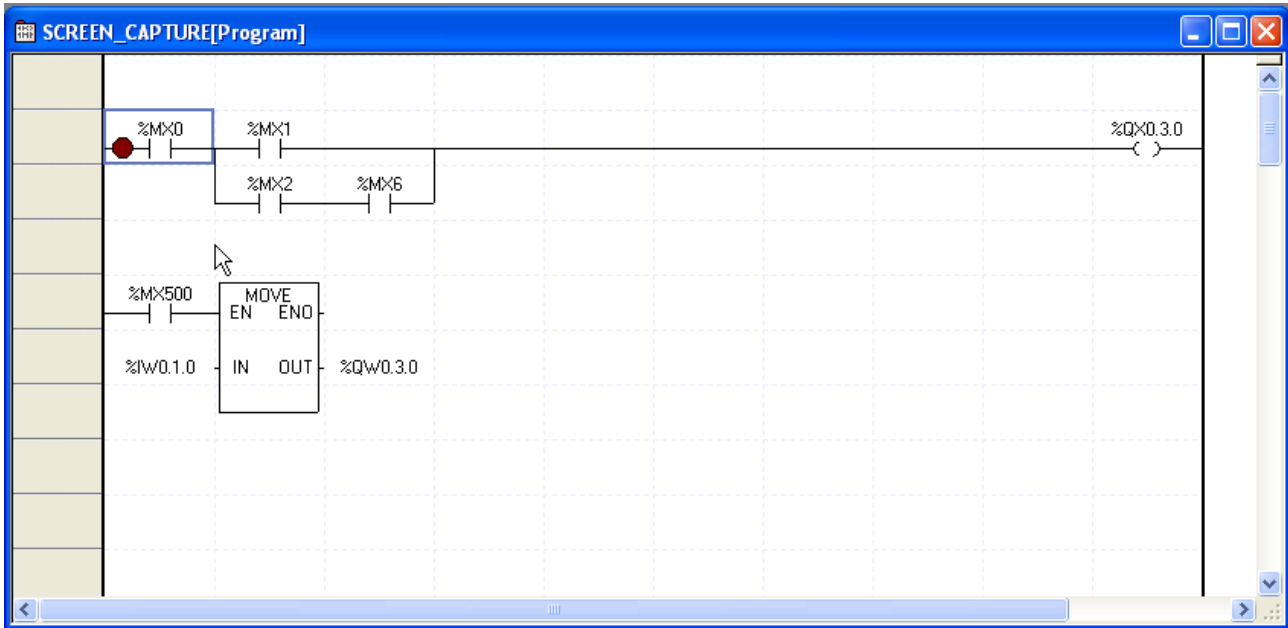 SCREEN_CAPTURE[Program]
%MX0 %MX1 %QX0.3.0
%MX2 %MX6
%MX500 MOVE
EN ENO
%IW0.1.0 IN OUT %QW0.3.0